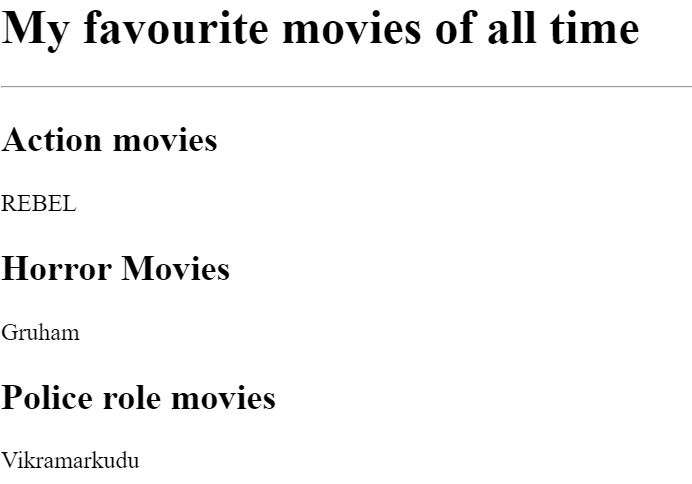 My favourite movies of all time
Action movies
REBEL
Horror Movies
Gruham
Police role movies
Vikramarkudu